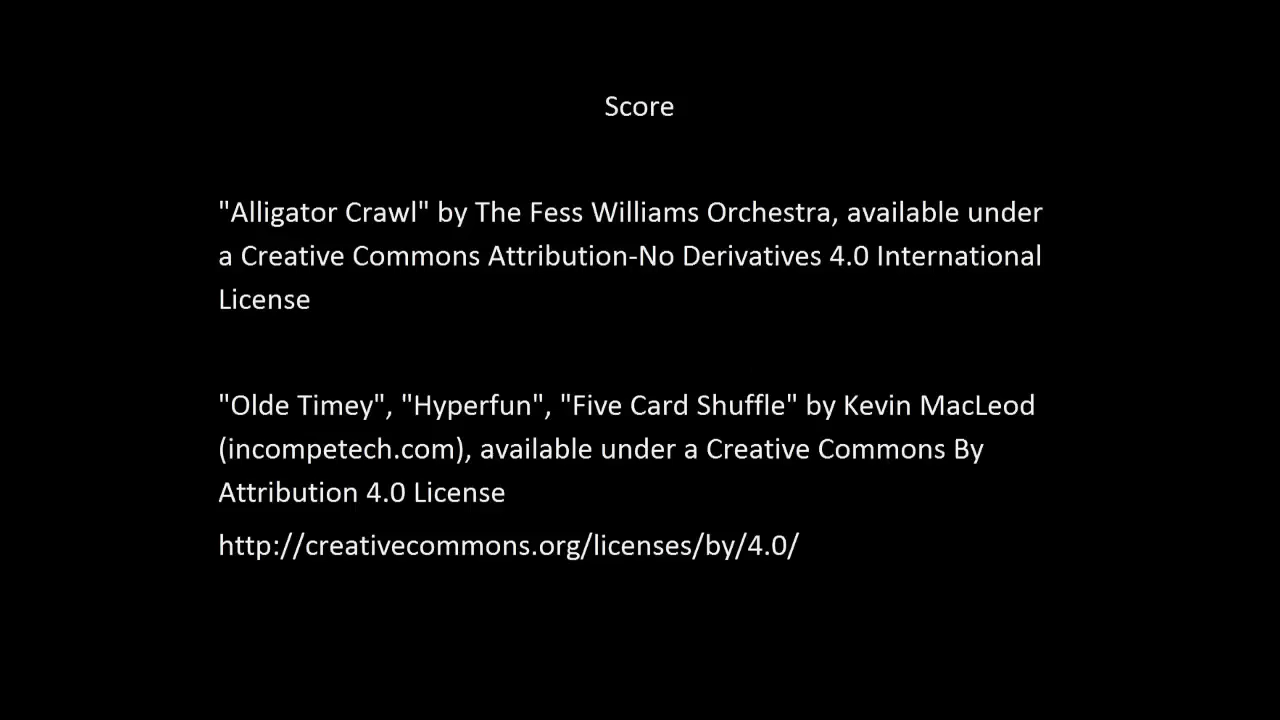 Score
"Alligator Crawl" by The Fess Williams Orchestra, available under
a Creative Commons Attribution-No Derivatives 4.0 International
License
"Olde Timey", "Hyperfun", "Five Card Shuffle" by Kevin MacLeod
(incompetech.com), available under a Creative Commons By
Attribution 4.0 License
http://creativecommons.org/licenses/by/4.0/